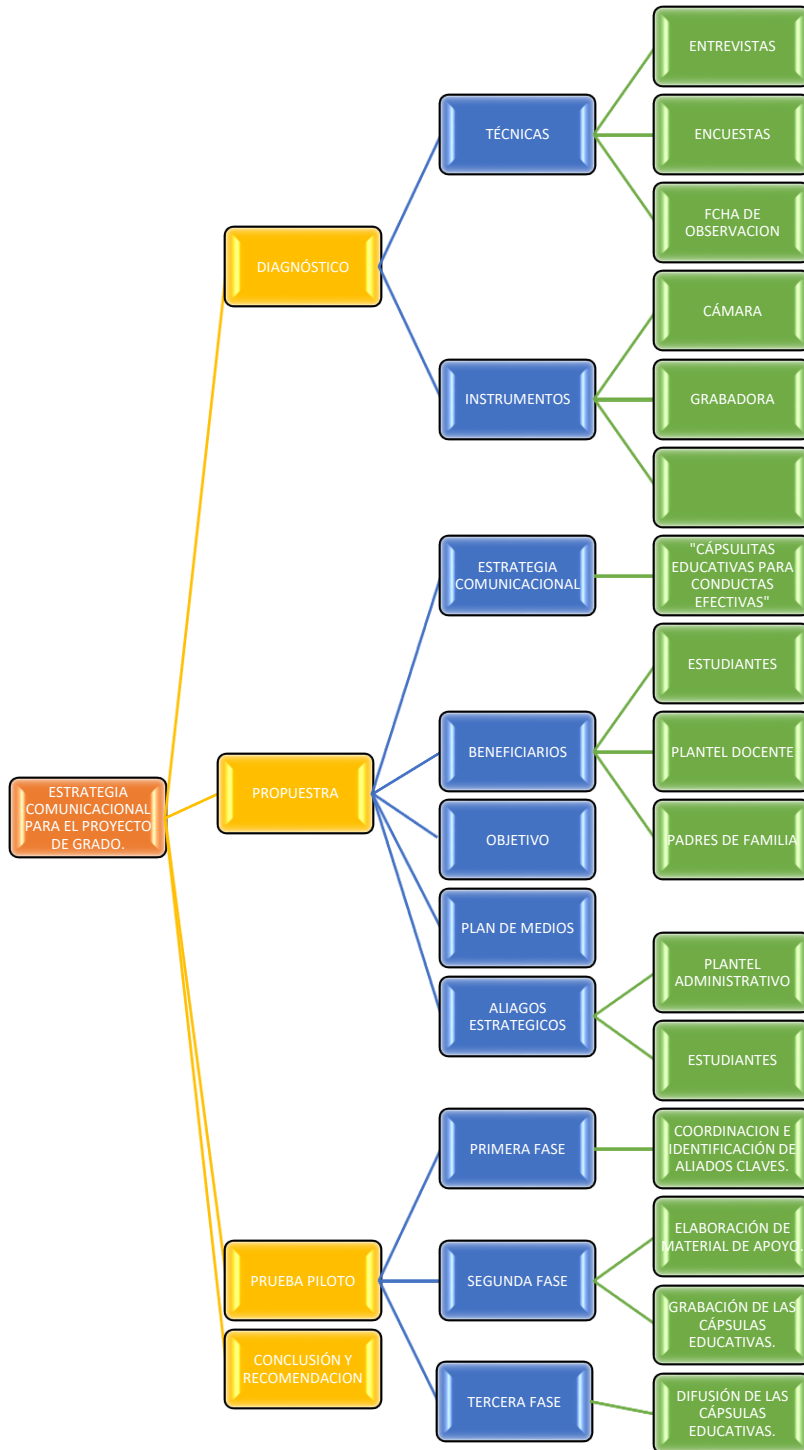 ESTRATEGIA
COMUNICACIONAL
PARA EL PROYECTO
DE GRADO.
DIAGNÓSTICO
TÉCNICAS
ENTREVISTAS
ENCUESTAS
FCHA DE
OBSERVACION
INSTRUMENTOS
CÁMARA
GRABADORA
PROPUESTRA
ESTRATEGIA
COMUNICACIONAL
"CÁPSULITAS
EDUCATIVAS PARA
CONDUCTAS
EFECTIVAS"
BENEFICIARIOS
ESTUDIANTES
PLANTEL DOCENTE
PADRES DE FAMILIA
OBJETIVO
PLAN DE MEDIOS
ALIAGOS
ESTRATEGICOS
PLANTEL
ADMINISTRATIVO
ESTUDIANTES
PRUEBA PILOTO
PRIMERA FASE
COORDINACION E
IDENTIFICACIÓN DE
ALIADOS CLAVES.
SEGUNDA FASE
ELABORACIÓN DE
MATERIAL DE APOYO.
GRABACIÓN DE LAS
CÁPSULAS
EDUCATIVAS.
TERCERA FASE
DIFUSIÓN DE LAS
CÁPSULAS
EDUCATIVAS.
CONCLUSIÓN Y
RECOMENDACION